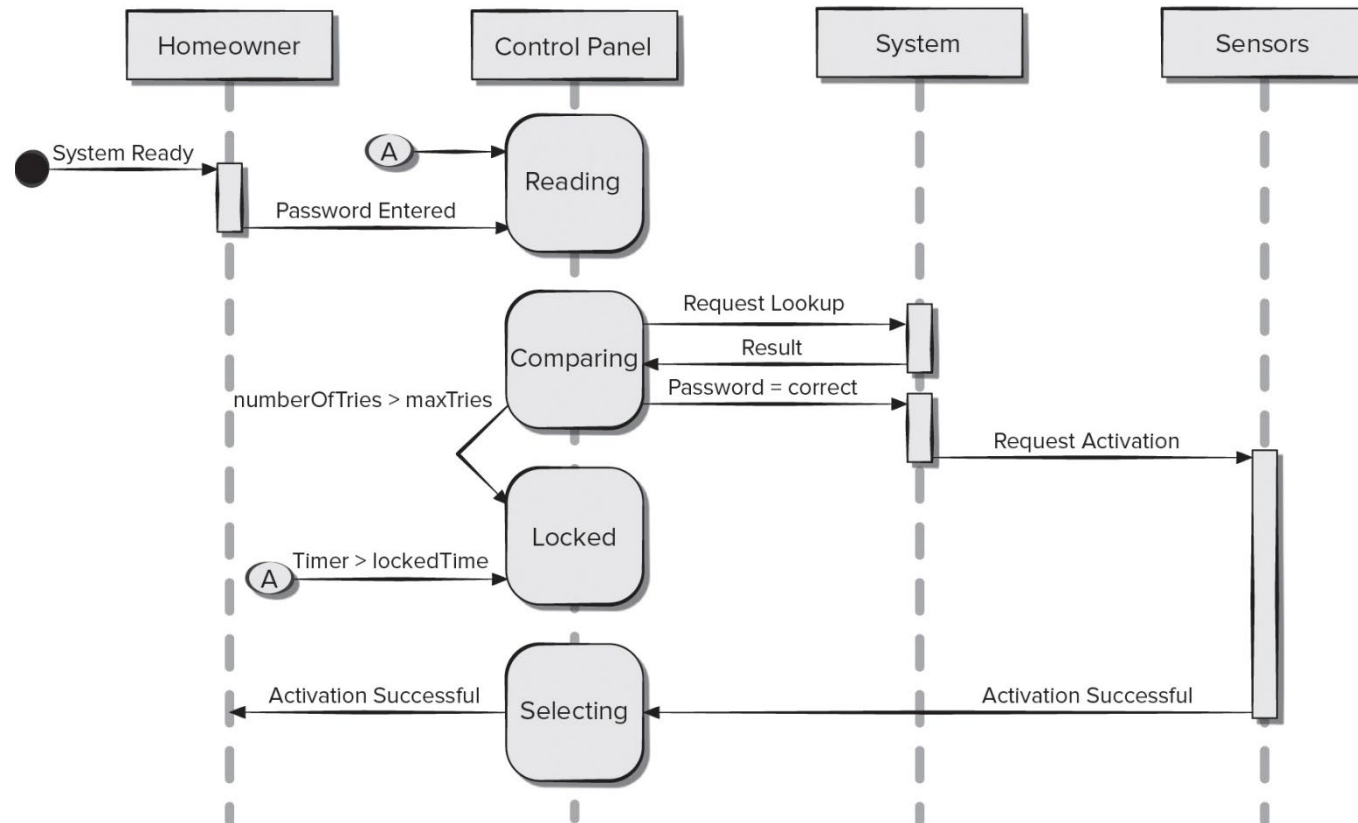 Homeowner
Control Panel
System
Sensors
System Ready
A
Reading
Password Entered
Request Lookup
Comparing
Result
numberOfTries > maxTries
Password = correct
Request Activation
Locked
A
Timer > lockedTime
Activation Successful
Selecting
Activation Successful